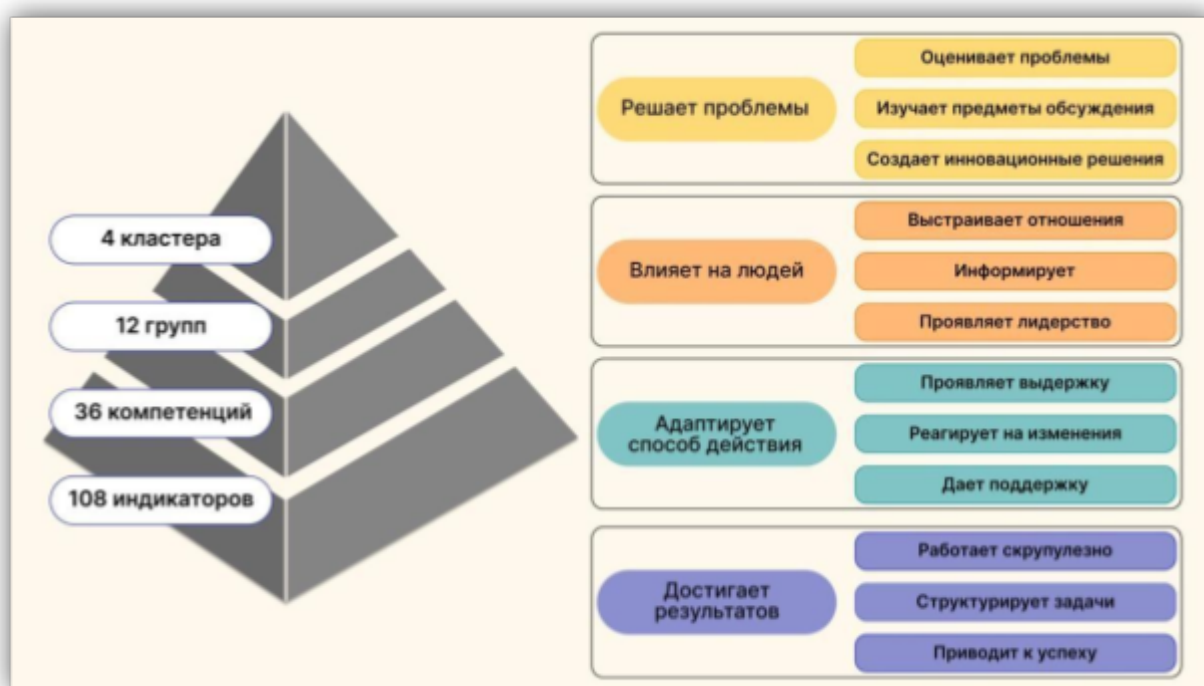 4 кластера
12 групп
36 компетенций
108 индикаторов
Решает проблемы
Оценивает проблемы
Изучает предметы обсуждения
Создает инновационные решения
Влияет на людей
Выстраивает отношения
Информирует
Проявляет лидерство
Адаптирует
способ действия
Проявляет выдержку
Реагирует на изменения
Дает поддержку
Достигает
результатов
Работает скрупулезно
Структурирует задачи
Приводит к успеху